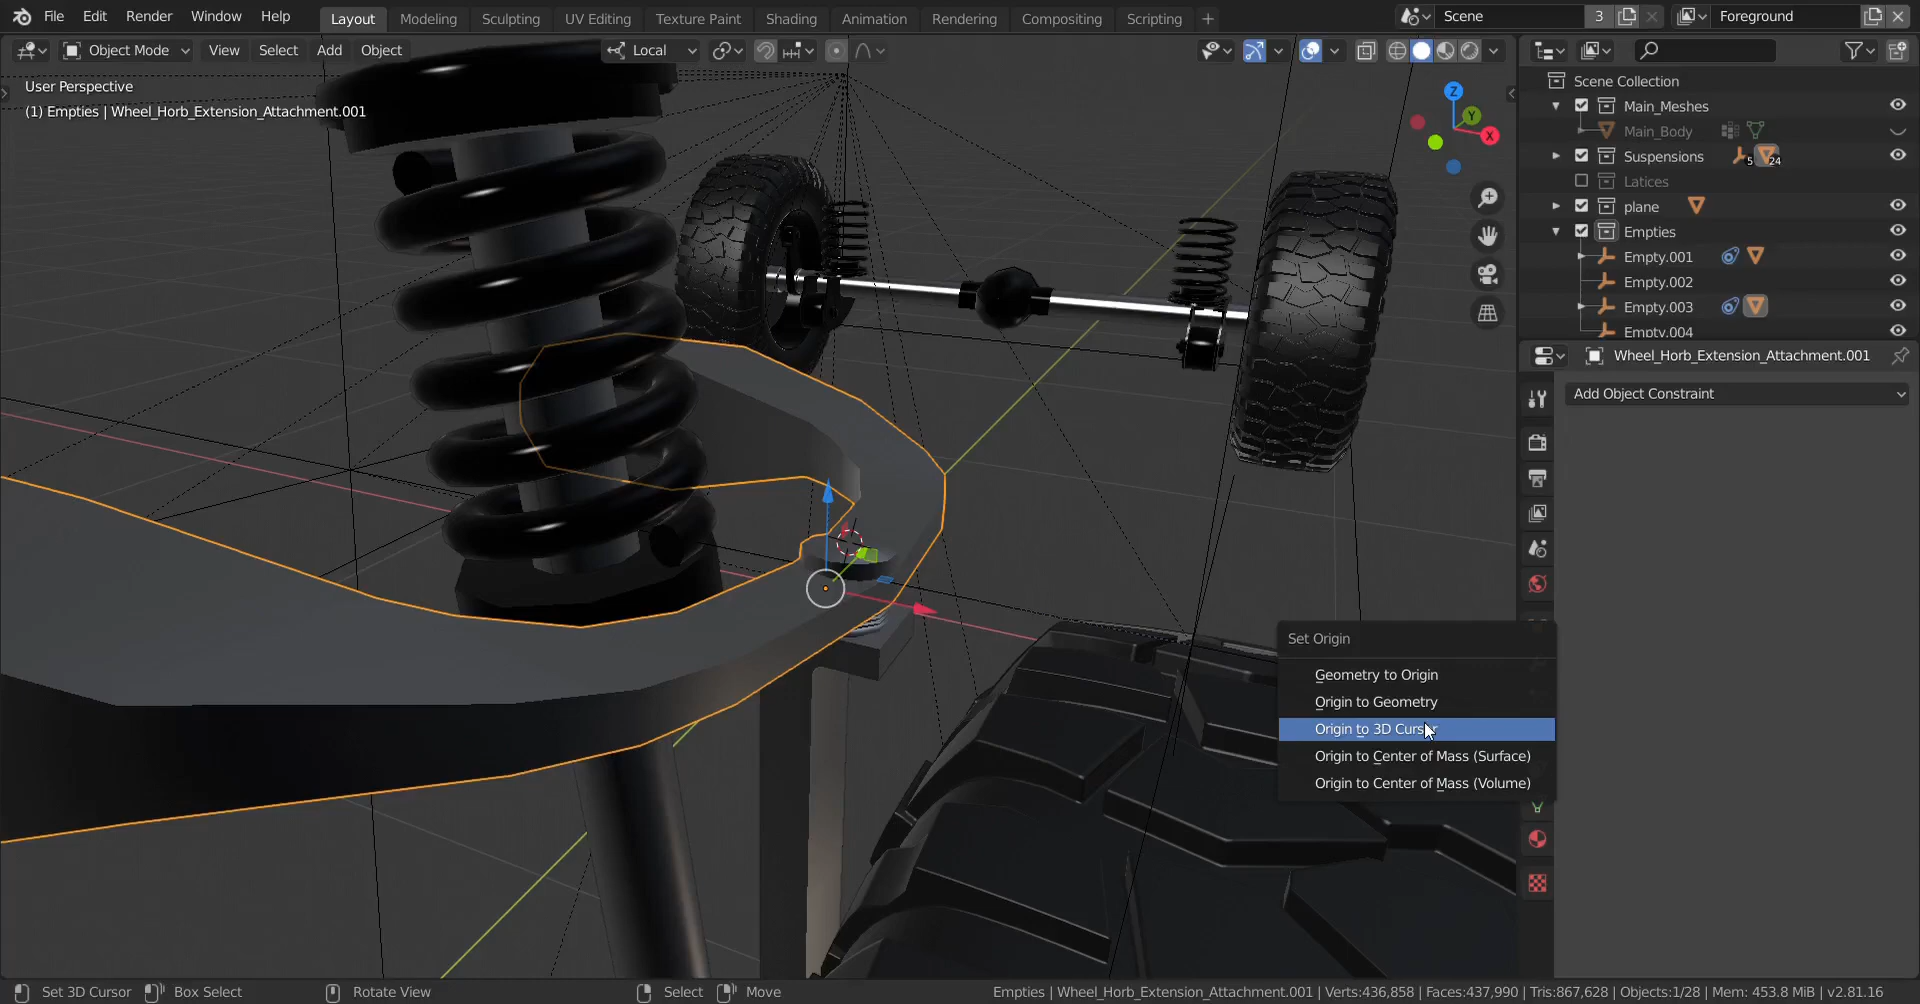 File Edit Render Window Help
Layout Modeling Sculpting UV Editing Texture Paint Shading Animation Rendering Compositing Scripting +
Scene 3
Foreground
Object Mode View Select Add Object
Local
User Perspective
(1) Empties | Wheel_Horb_Extension_Attachment.001
Z
Y
X
Scene Collection
Main_Meshes
Main_Body
Suspensions 5 24
Latices
plane
Empties
Empty.001
Empty.002
Empty.003
Empty.004
Wheel_Horb_Extension_Attachment.001
Add Object Constraint
Set Origin
Geometry to Origin
Origin to Geometry
Origin to 3D Cursor
Origin to Center of Mass (Surface)
Origin to Center of Mass (Volume)
Set 3D Cursor Box Select Rotate View Select Move
Empties | Wheel_Horb_Extension_Attachment.001 | Verts:436,858 | Faces:437,990 | Tris:867,628 | Objects:1/28 | Mem: 453.8 MiB | v2.81.16